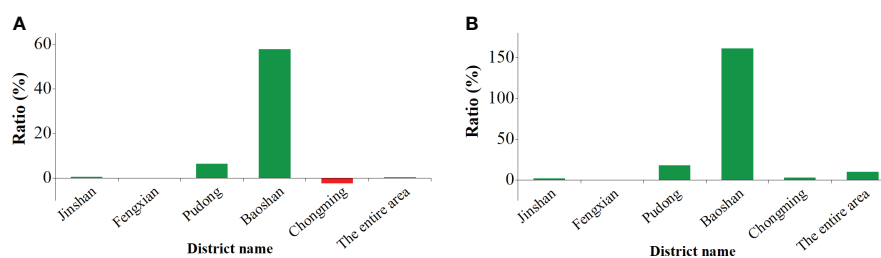 A
Ratio (%)
60
40
20
0
Jinshan
Fengxian
Pudong
Baoshan
Chongming
The entire area
District name
B
Ratio (%)
150
100
50
0
Jinshan
Fengxian
Pudong
Baoshan
Chongming
The entire area
District name